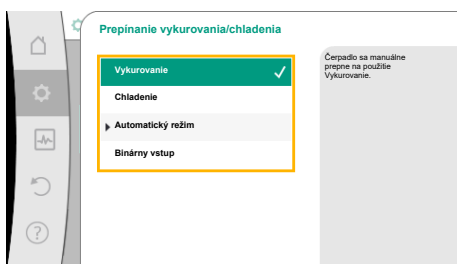 Prepínanie vykurovania/chladenia
Vykurovanie
Chladenie
Automatický režim
Binárny vstup
Čerpadlo sa manuálne
prepne na použitie
Vykurovanie.